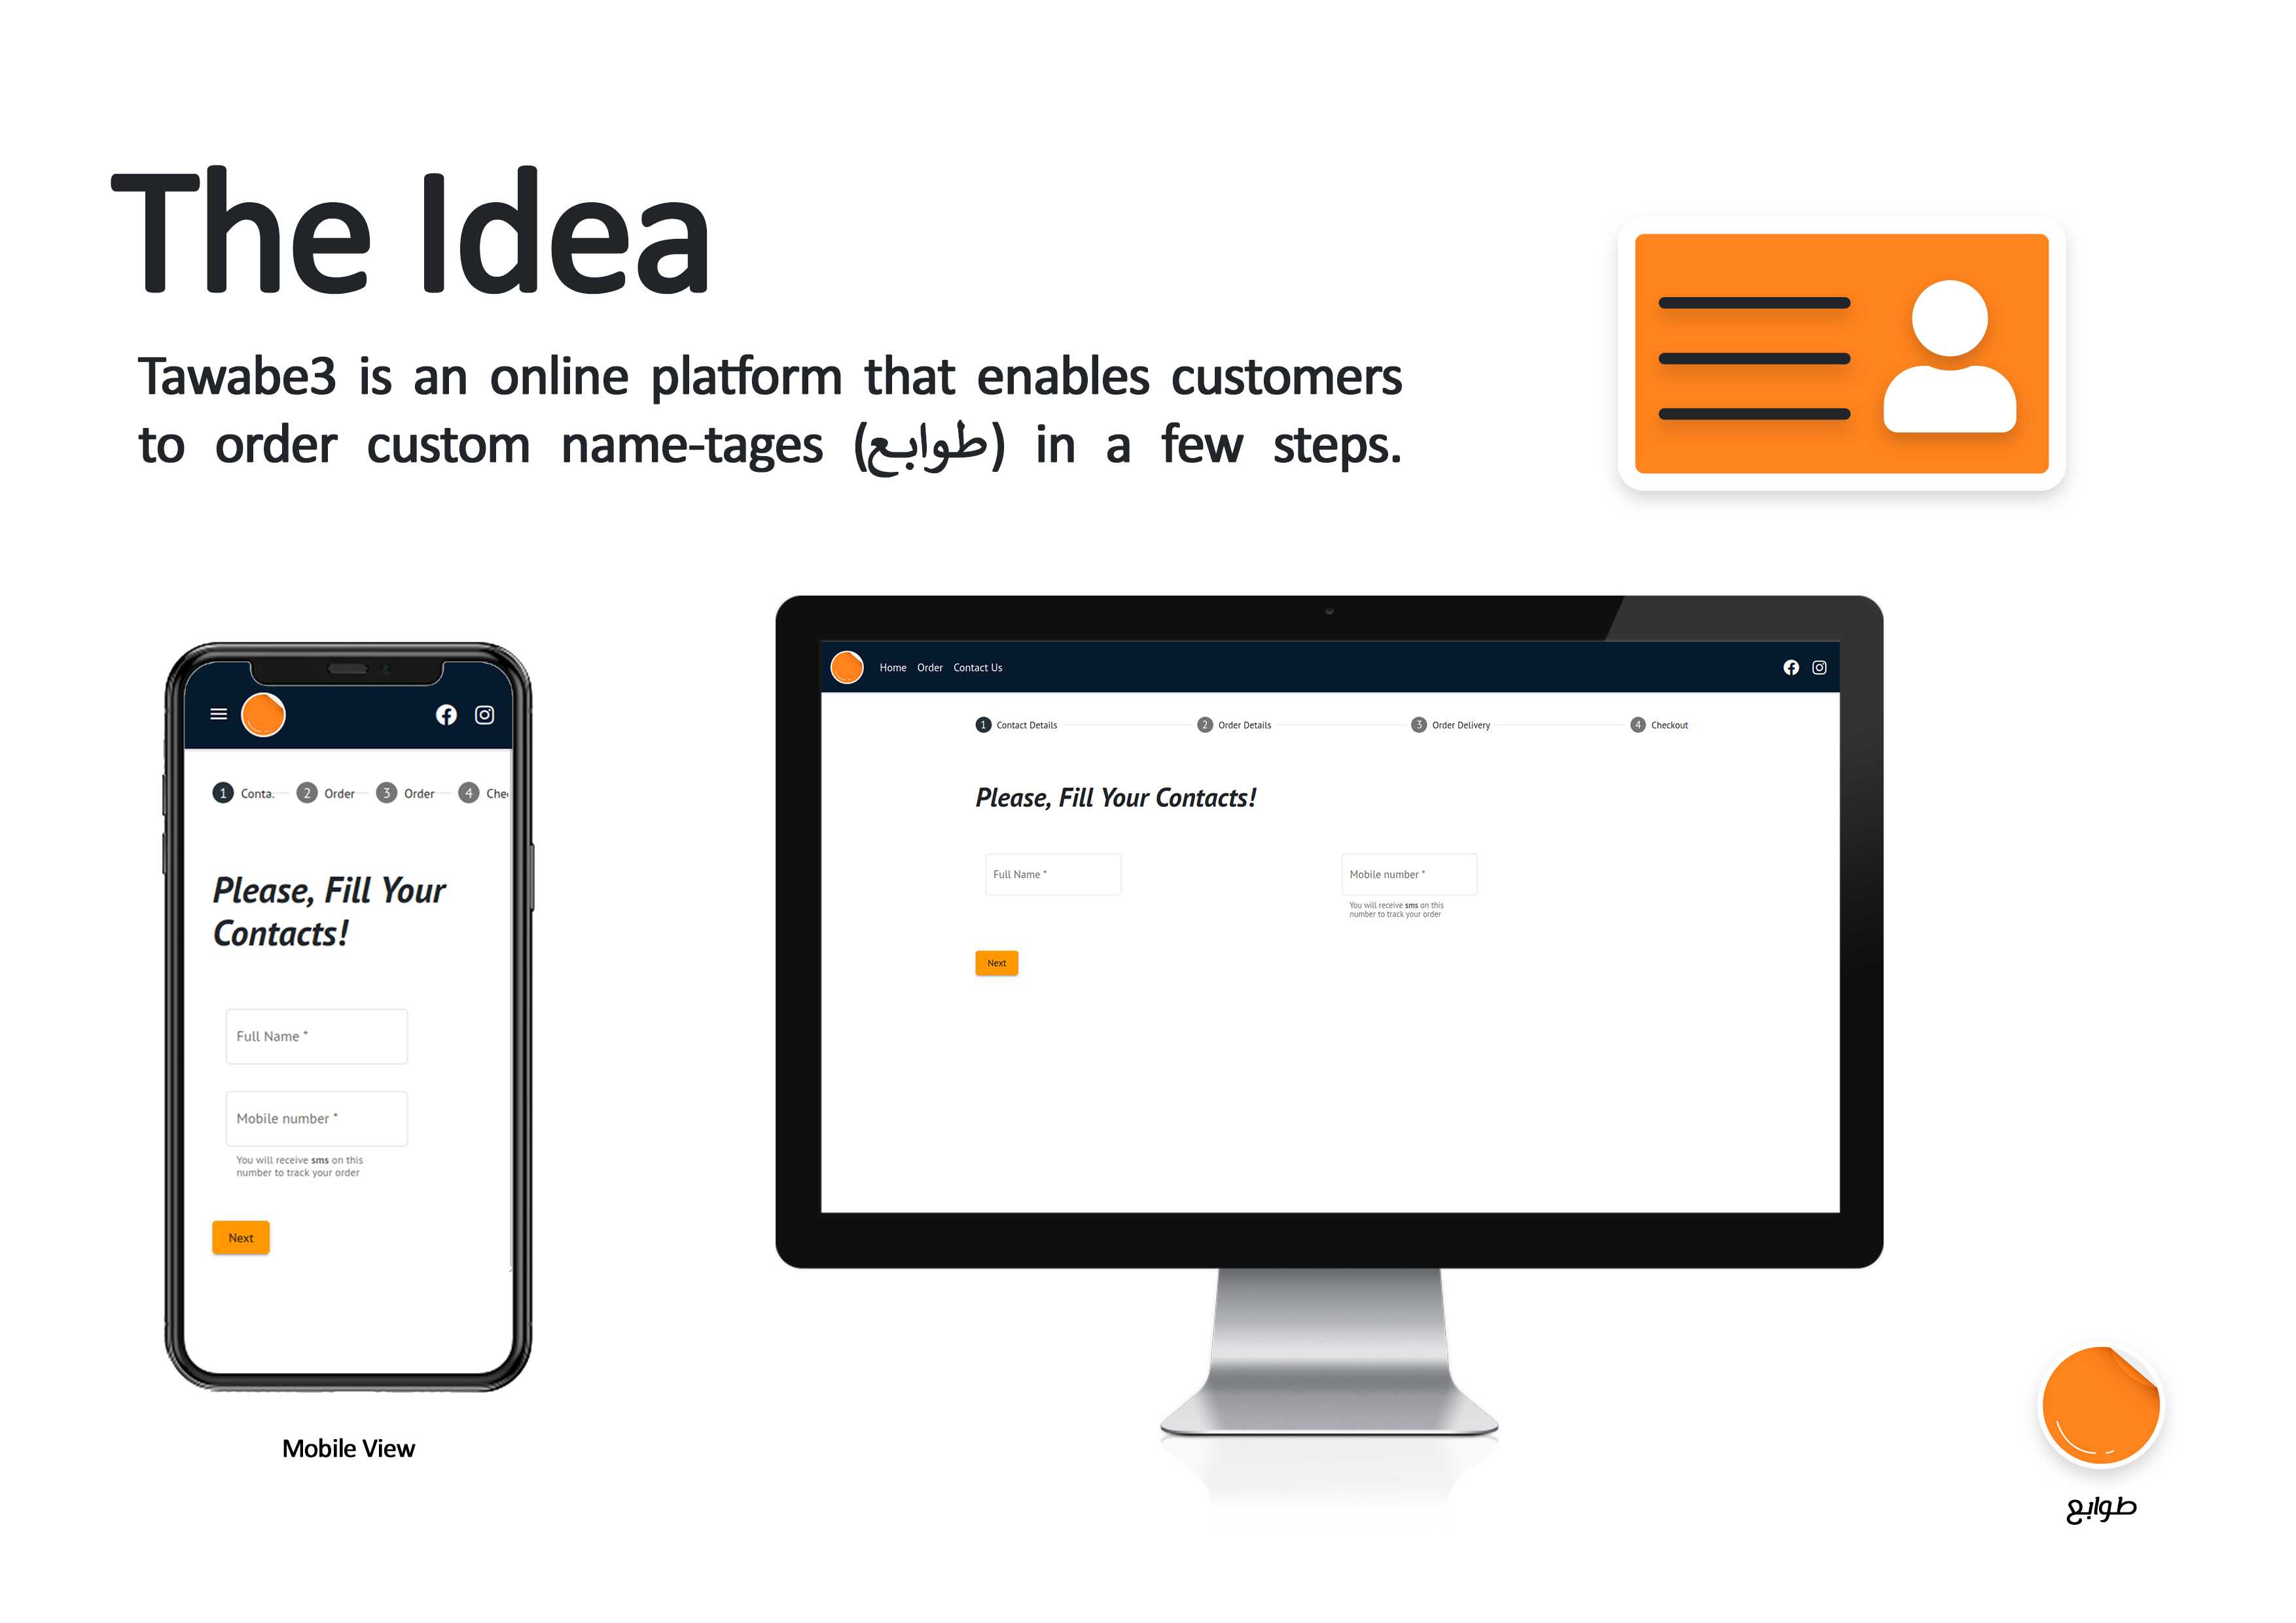 The Idea
Tawabe3 is an online platform that enables customers
to order custom name-tages (طوابع) in a few steps.
1 Conta.
2 Order
3 Order
4 Che
Please, Fill Your
Contacts!
Full Name *
Mobile number *
You will receive sms on this
number to track your order
Next
Mobile View
Home Order Contact Us
1 Contact Details
2 Order Details
3 Order Delivery
4 Checkout
Please, Fill Your Contacts!
Full Name *
Mobile number *
You will receive sms on this
number to track your order
Next
طوابع